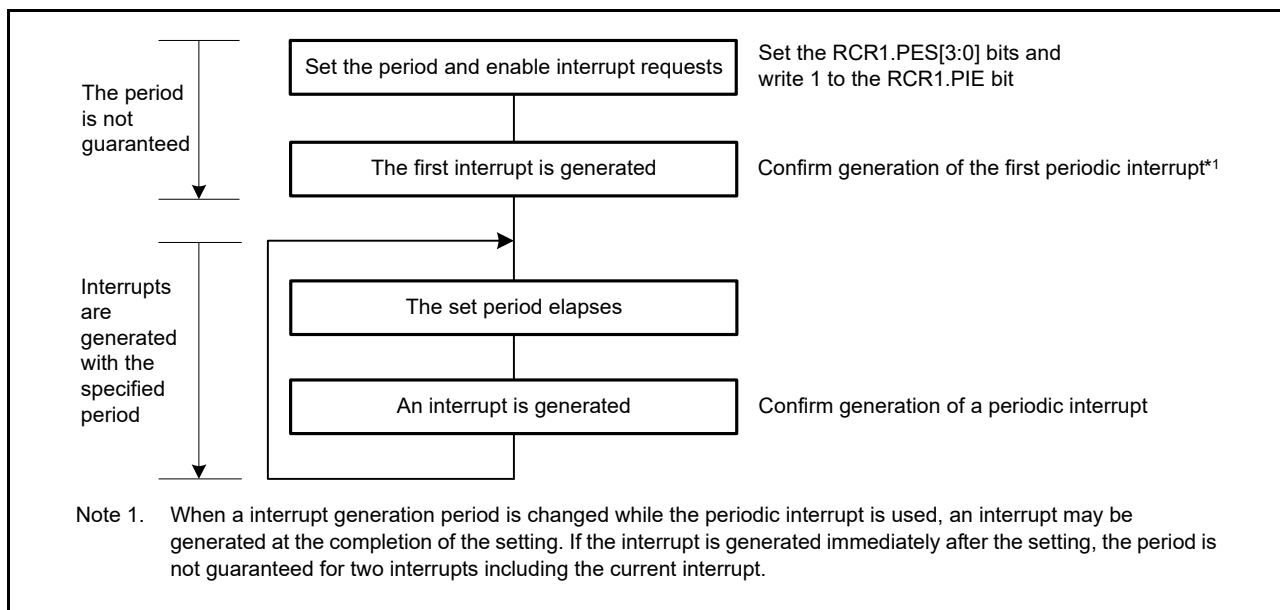 Set the period and enable interrupt requests
Set the RCR1.PES[3:0] bits and
write 1 to the RCR1.PIE bit
The period
is not
guaranteed
The first interrupt is generated
Confirm generation of the first periodic interrupt*1
Interrupts
are
generated
with the
specified
period
The set period elapses
An interrupt is generated
Confirm generation of a periodic interrupt
Note 1. When a interrupt generation period is changed while the periodic interrupt is used, an interrupt may be
generated at the completion of the setting. If the interrupt is generated immediately after the setting, the period is
not guaranteed for two interrupts including the current interrupt.